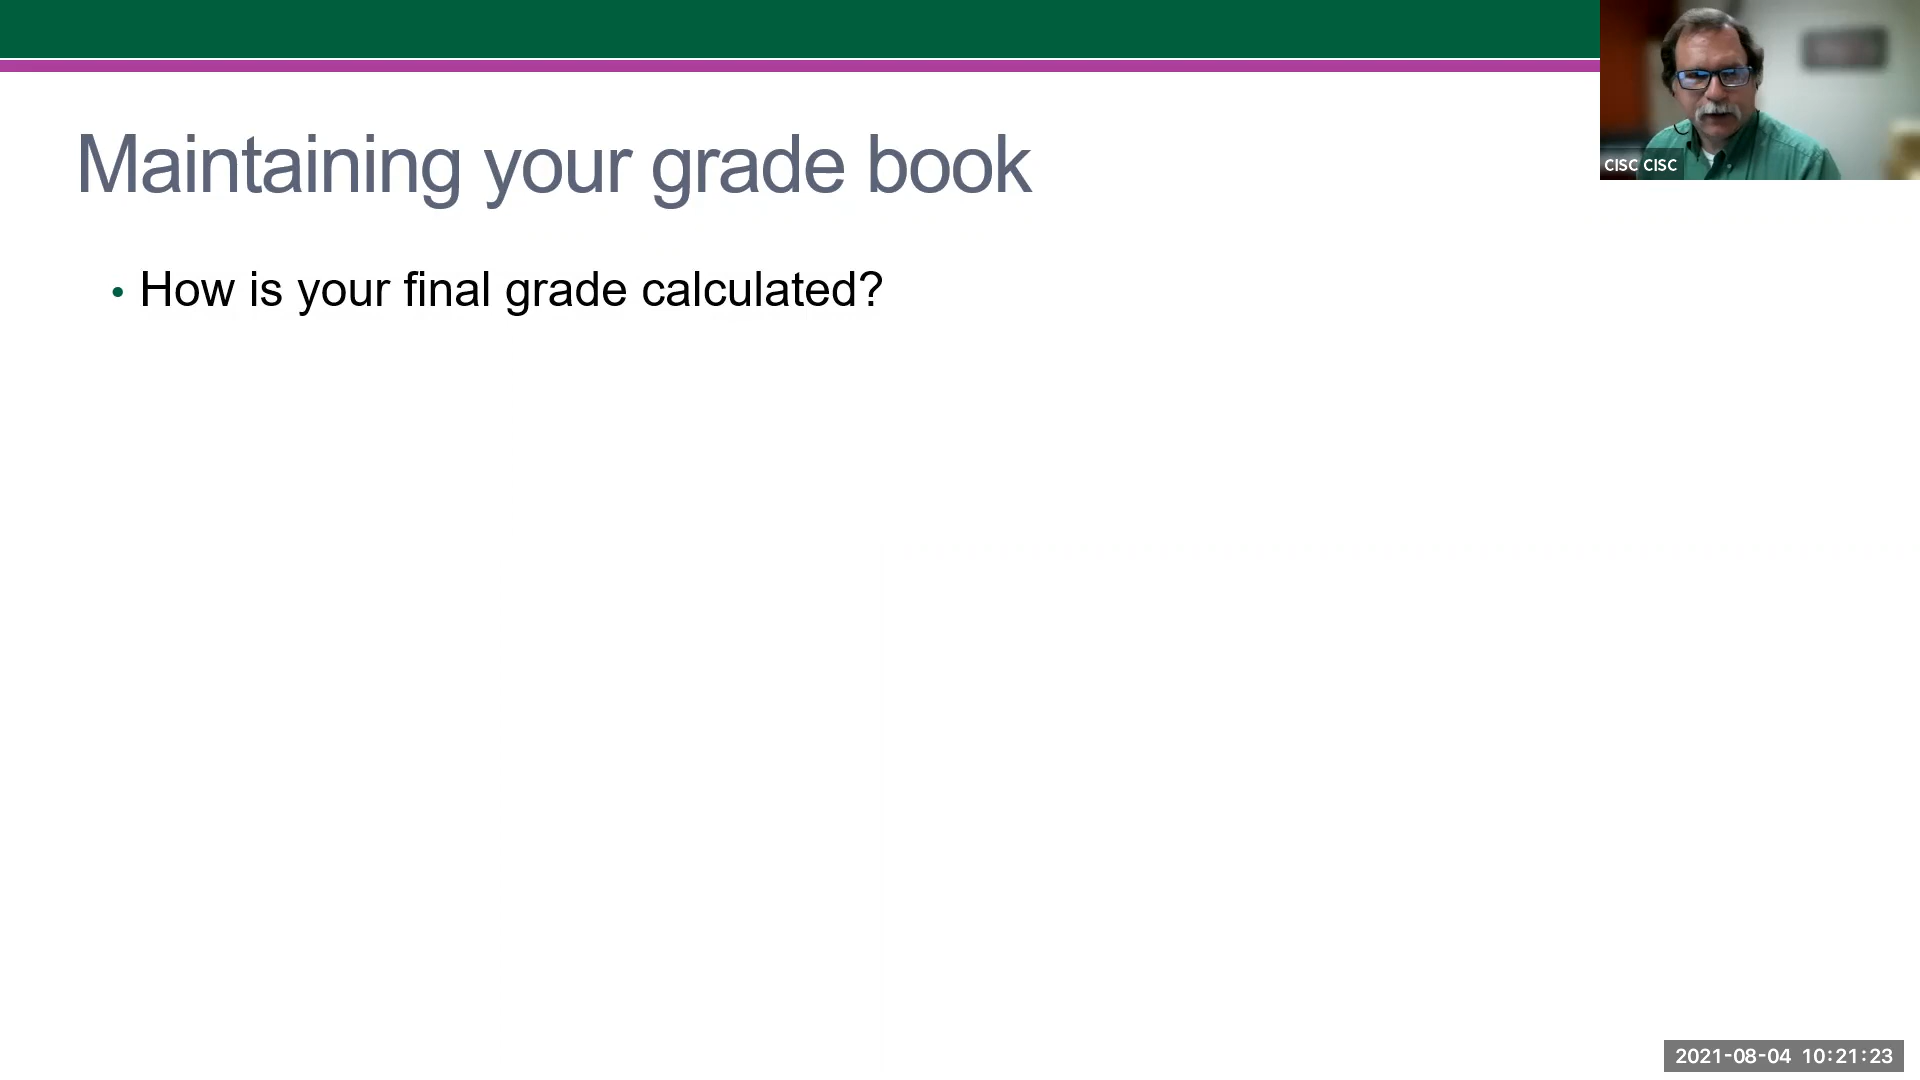 Maintaining your grade book
• How is your final grade calculated?
CISC CISC
2021-08-04 10:21:23